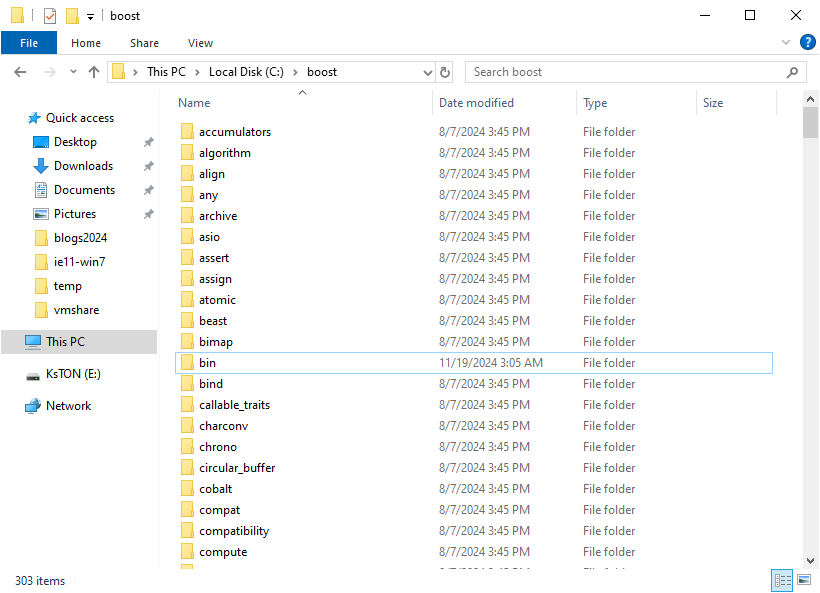 boost
File Home Share View
This PC Local Disk (C:) boost Search boost
Name Date modified Type Size
Quick access
Desktop
Downloads
Documents
Pictures
blogs2024
ie11-win7
temp
vmshare
This PC
KsTON (E:)
Network
accumulators 8/7/2024 3:45 PM File folder
algorithm 8/7/2024 3:45 PM File folder
align 8/7/2024 3:45 PM File folder
any 8/7/2024 3:45 PM File folder
archive 8/7/2024 3:45 PM File folder
asio 8/7/2024 3:45 PM File folder
assert 8/7/2024 3:45 PM File folder
assign 8/7/2024 3:45 PM File folder
atomic 8/7/2024 3:45 PM File folder
beast 8/7/2024 3:45 PM File folder
bimap 8/7/2024 3:45 PM File folder
bin 11/19/2024 3:05 AM File folder
bind 8/7/2024 3:45 PM File folder
callable_traits 8/7/2024 3:45 PM File folder
charconv 8/7/2024 3:45 PM File folder
chrono 8/7/2024 3:45 PM File folder
circular_buffer 8/7/2024 3:45 PM File folder
cobalt 8/7/2024 3:45 PM File folder
compat 8/7/2024 3:45 PM File folder
compatibility 8/7/2024 3:45 PM File folder
compute 8/7/2024 3:45 PM File folder
303 items